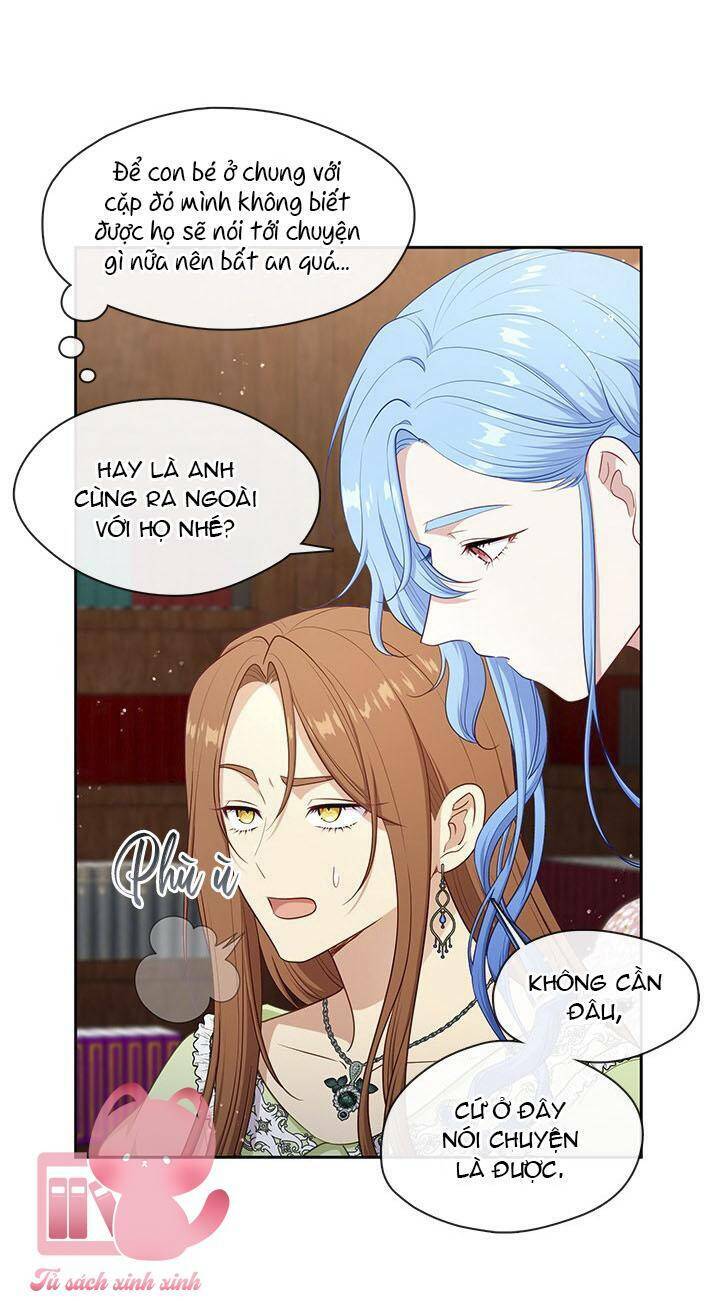 Để con bé ở chung với
cặp đó mình không biết
được họ sẽ nói tới chuyện
gì nữa nên bất an quá...
HAY LÀ ANH
CÙNG RA NGOÀI
VỚI HỌ NHÉ?
Phù ù
KHÔNG CẦN
ĐÂU,
CỨ Ở ĐÂY
NÓI CHUYỆN
LÀ ĐƯỢC.
Tủ sách xinh xinh